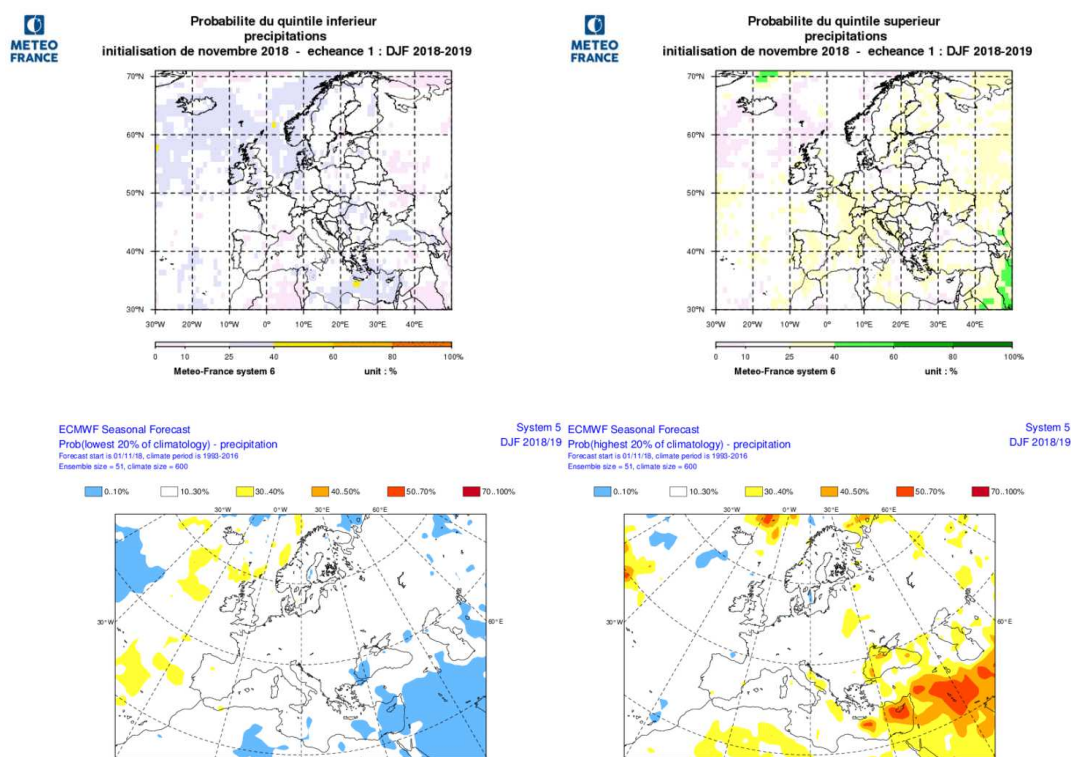 METEO
FRANCE
Probabilite du quintile inferieur
precipitations
initialisation de novembre 2018 - echeance 1 : DJF 2018-2019
70°N
60°N
50°N
40°N
30°N
30°W 20°W 10°W 0° 10°E 20°E 30°E 40°E
0 10 25 40 60 80 100%
Meteo-France system 6 unit : %
METEO
FRANCE
Probabilite du quintile superieur
precipitations
initialisation de novembre 2018 - echeance 1 : DJF 2018-2019
70°N
60°N
50°N
40°N
30°N
30°W 20°W 10°W 0° 10°E 20°E 30°E 40°E
0 10 25 40 60 80 100%
Meteo-France system 6 unit : %
ECMWF Seasonal Forecast System 5
Prob(lowest 20% of climatology) - precipitation DJF 2018/19
Forecast start is 01/11/18, climate period is 1993-2016
Ensemble size = 51, climate size = 600
0..10% 10..30% 30..40% 40..50% 50..70% 70..100%
30°W 0°W 30°E 60°E
30°W 60°E
ECMWF Seasonal Forecast System 5
Prob(highest 20% of climatology) - precipitation DJF 2018/19
Forecast start is 01/11/18, climate period is 1993-2016
Ensemble size = 51, climate size = 600
0..10% 10..30% 30..40% 40..50% 50..70% 70..100%
30°W 0°W 30°E 60°E
30°W 60°E